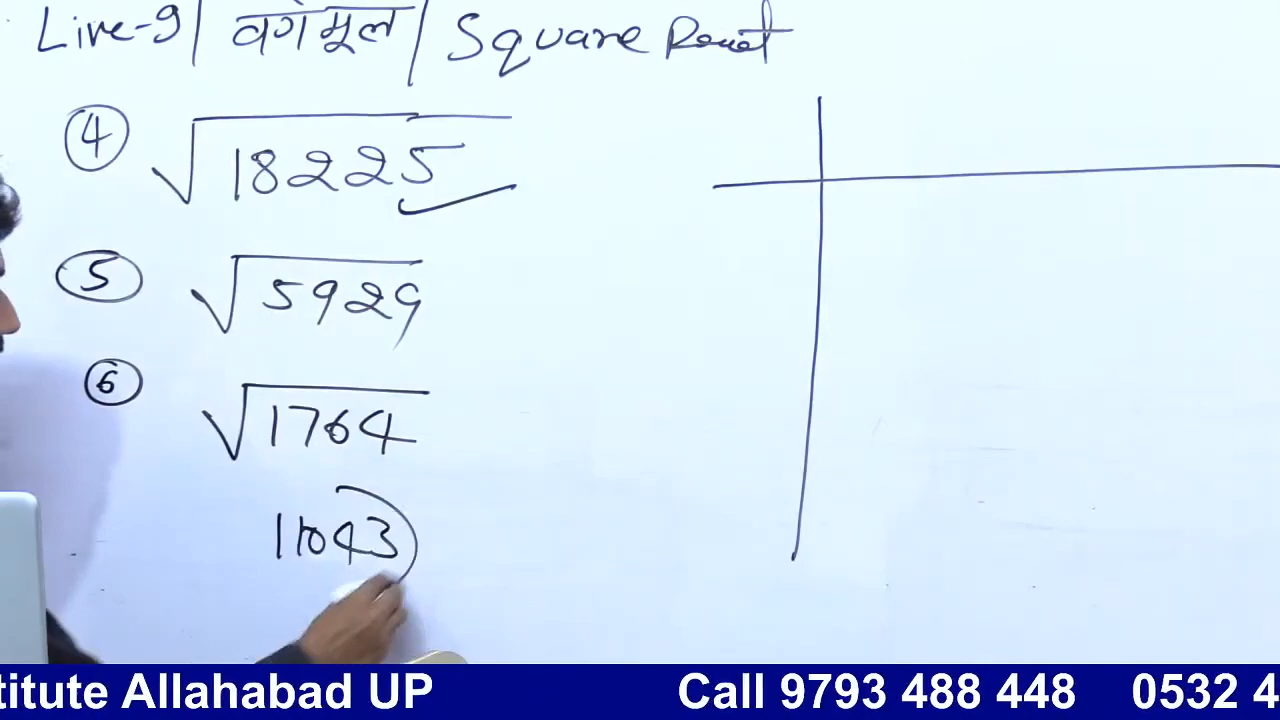 Live-9 | वर्गमूल | Square Root
④ √18225
⑤ √5929
⑥ √1764
11043
titute Allahabad UP Call 9793 488 448 0532 4